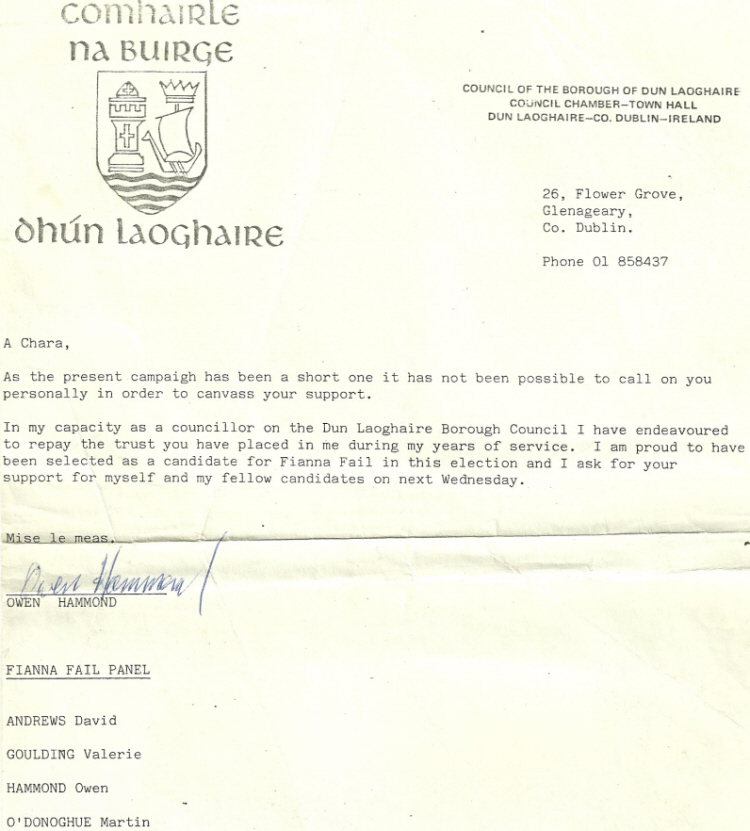 COMHAIRLE
NA BUIRGE
DHÚN LAOGHAIRE
COUNCIL OF THE BOROUGH OF DUN LAOGHAIRE
COUNCIL CHAMBER—TOWN HALL
DUN LAOGHAIRE—CO. DUBLIN—IRELAND
26, Flower Grove,
Glenageary,
Co. Dublin.
Phone 01 858437
A Chara,
As the present campaigh has been a short one it has not been possible to call on you
personally in order to canvass your support.
In my capacity as a councillor on the Dun Laoghaire Borough Council I have endeavoured
to repay the trust you have placed in me during my years of service. I am proud to have
been selected as a candidate for Fianna Fail in this election and I ask for your
support for myself and my fellow candidates on next Wednesday.
Mise le meas.
Owen Hammond
OWEN HAMMOND
FIANNA FAIL PANEL
ANDREWS David
GOULDING Valerie
HAMMOND Owen
O'DONOGHUE Martin